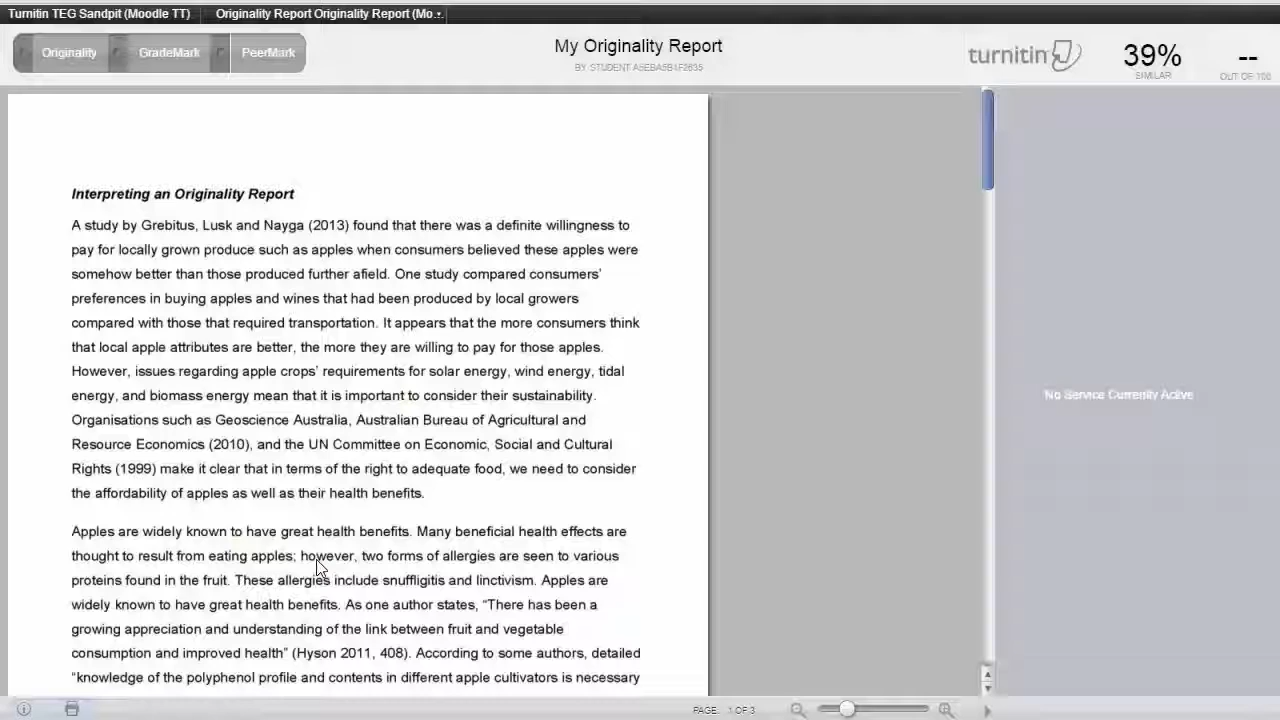 Turnitin TEG Sandpit (Moodle TT) Originality Report Originality Report (Mo..
Originality GradeMark PeerMark
My Originality Report
turnitin
39%
--
BY STUDENT A5EBA5B1F2635
SIMILAR
OUT OF 100
Interpreting an Originality Report
A study by Grebitus, Lusk and Nayga (2013) found that there was a definite willingness to
pay for locally grown produce such as apples when consumers believed these apples were
somehow better than those produced further afield. One study compared consumers'
preferences in buying apples and wines that had been produced by local growers
compared with those that required transportation. It appears that the more consumers think
that local apple attributes are better, the more they are willing to pay for those apples.
However, issues regarding apple crops' requirements for solar energy, wind energy, tidal
energy, and biomass energy mean that it is important to consider their sustainability.
Organisations such as Geoscience Australia, Australian Bureau of Agricultural and
Resource Economics (2010), and the UN Committee on Economic, Social and Cultural
Rights (1999) make it clear that in terms of the right to adequate food, we need to consider
the affordability of apples as well as their health benefits.
Apples are widely known to have great health benefits. Many beneficial health effects are
thought to result from eating apples; however, two forms of allergies are seen to various
proteins found in the fruit. These allergies include snuffligitis and linctivism. Apples are
widely known to have great health benefits. As one author states, “There has been a
growing appreciation and understanding of the link between fruit and vegetable
consumption and improved health” (Hyson 2011, 408). According to some authors, detailed
“knowledge of the polyphenol profile and contents in different apple cultivators is necessary
No Service Currently Active
PAGE: 1 OF 3